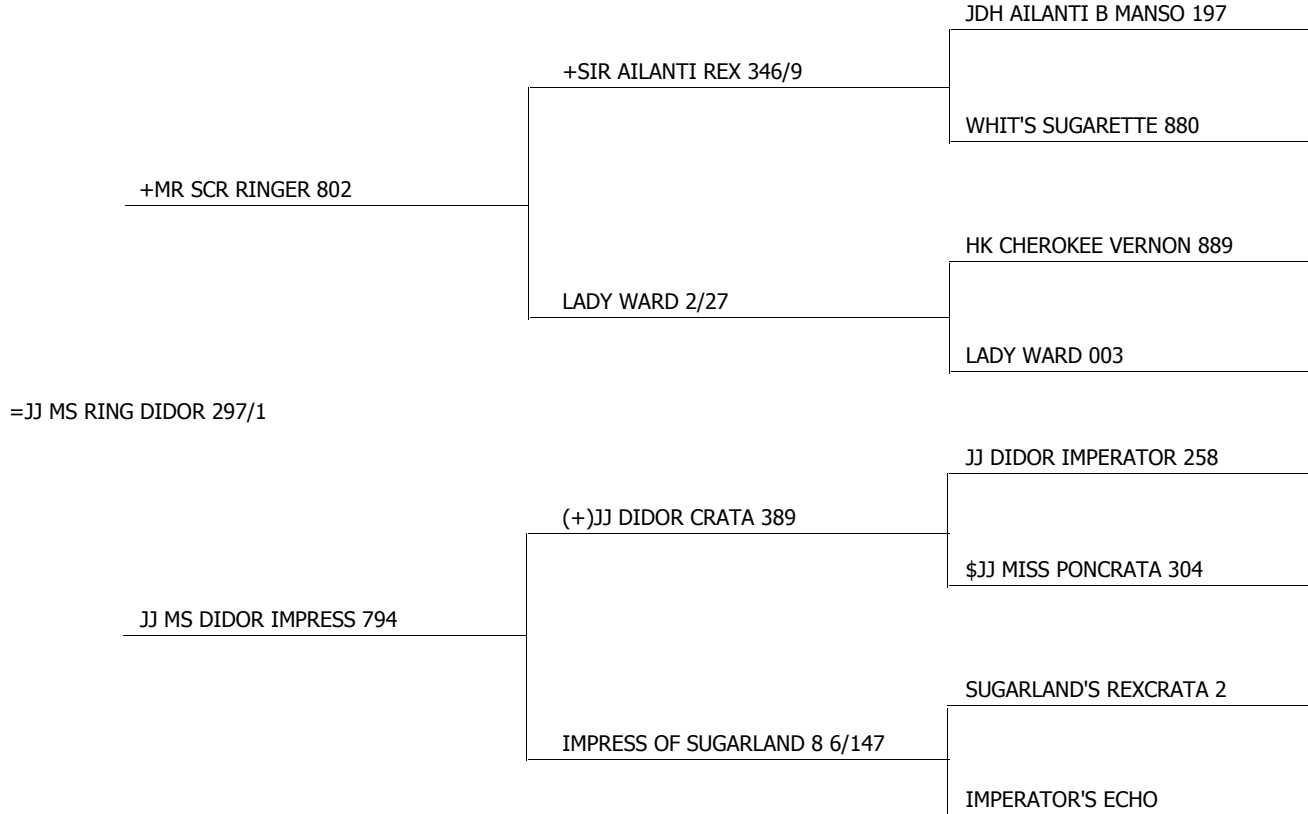 JDH AILANTI B MANSO 197
+SIR AILANTI REX 346/9
WHIT'S SUGARETTE 880
+MR SCR RINGER 802
HK CHEROKEE VERNON 889
LADY WARD 2/27
LADY WARD 003
=JJ MS RING DIDOR 297/1
JJ DIDOR IMPERATOR 258
(+)JJ DIDOR CRATA 389
$JJ MISS PONCRATA 304
JJ MS DIDOR IMPRESS 794
SUGARLAND'S REXCRATA 2
IMPRESS OF SUGARLAND 8 6/147
IMPERATOR'S ECHO